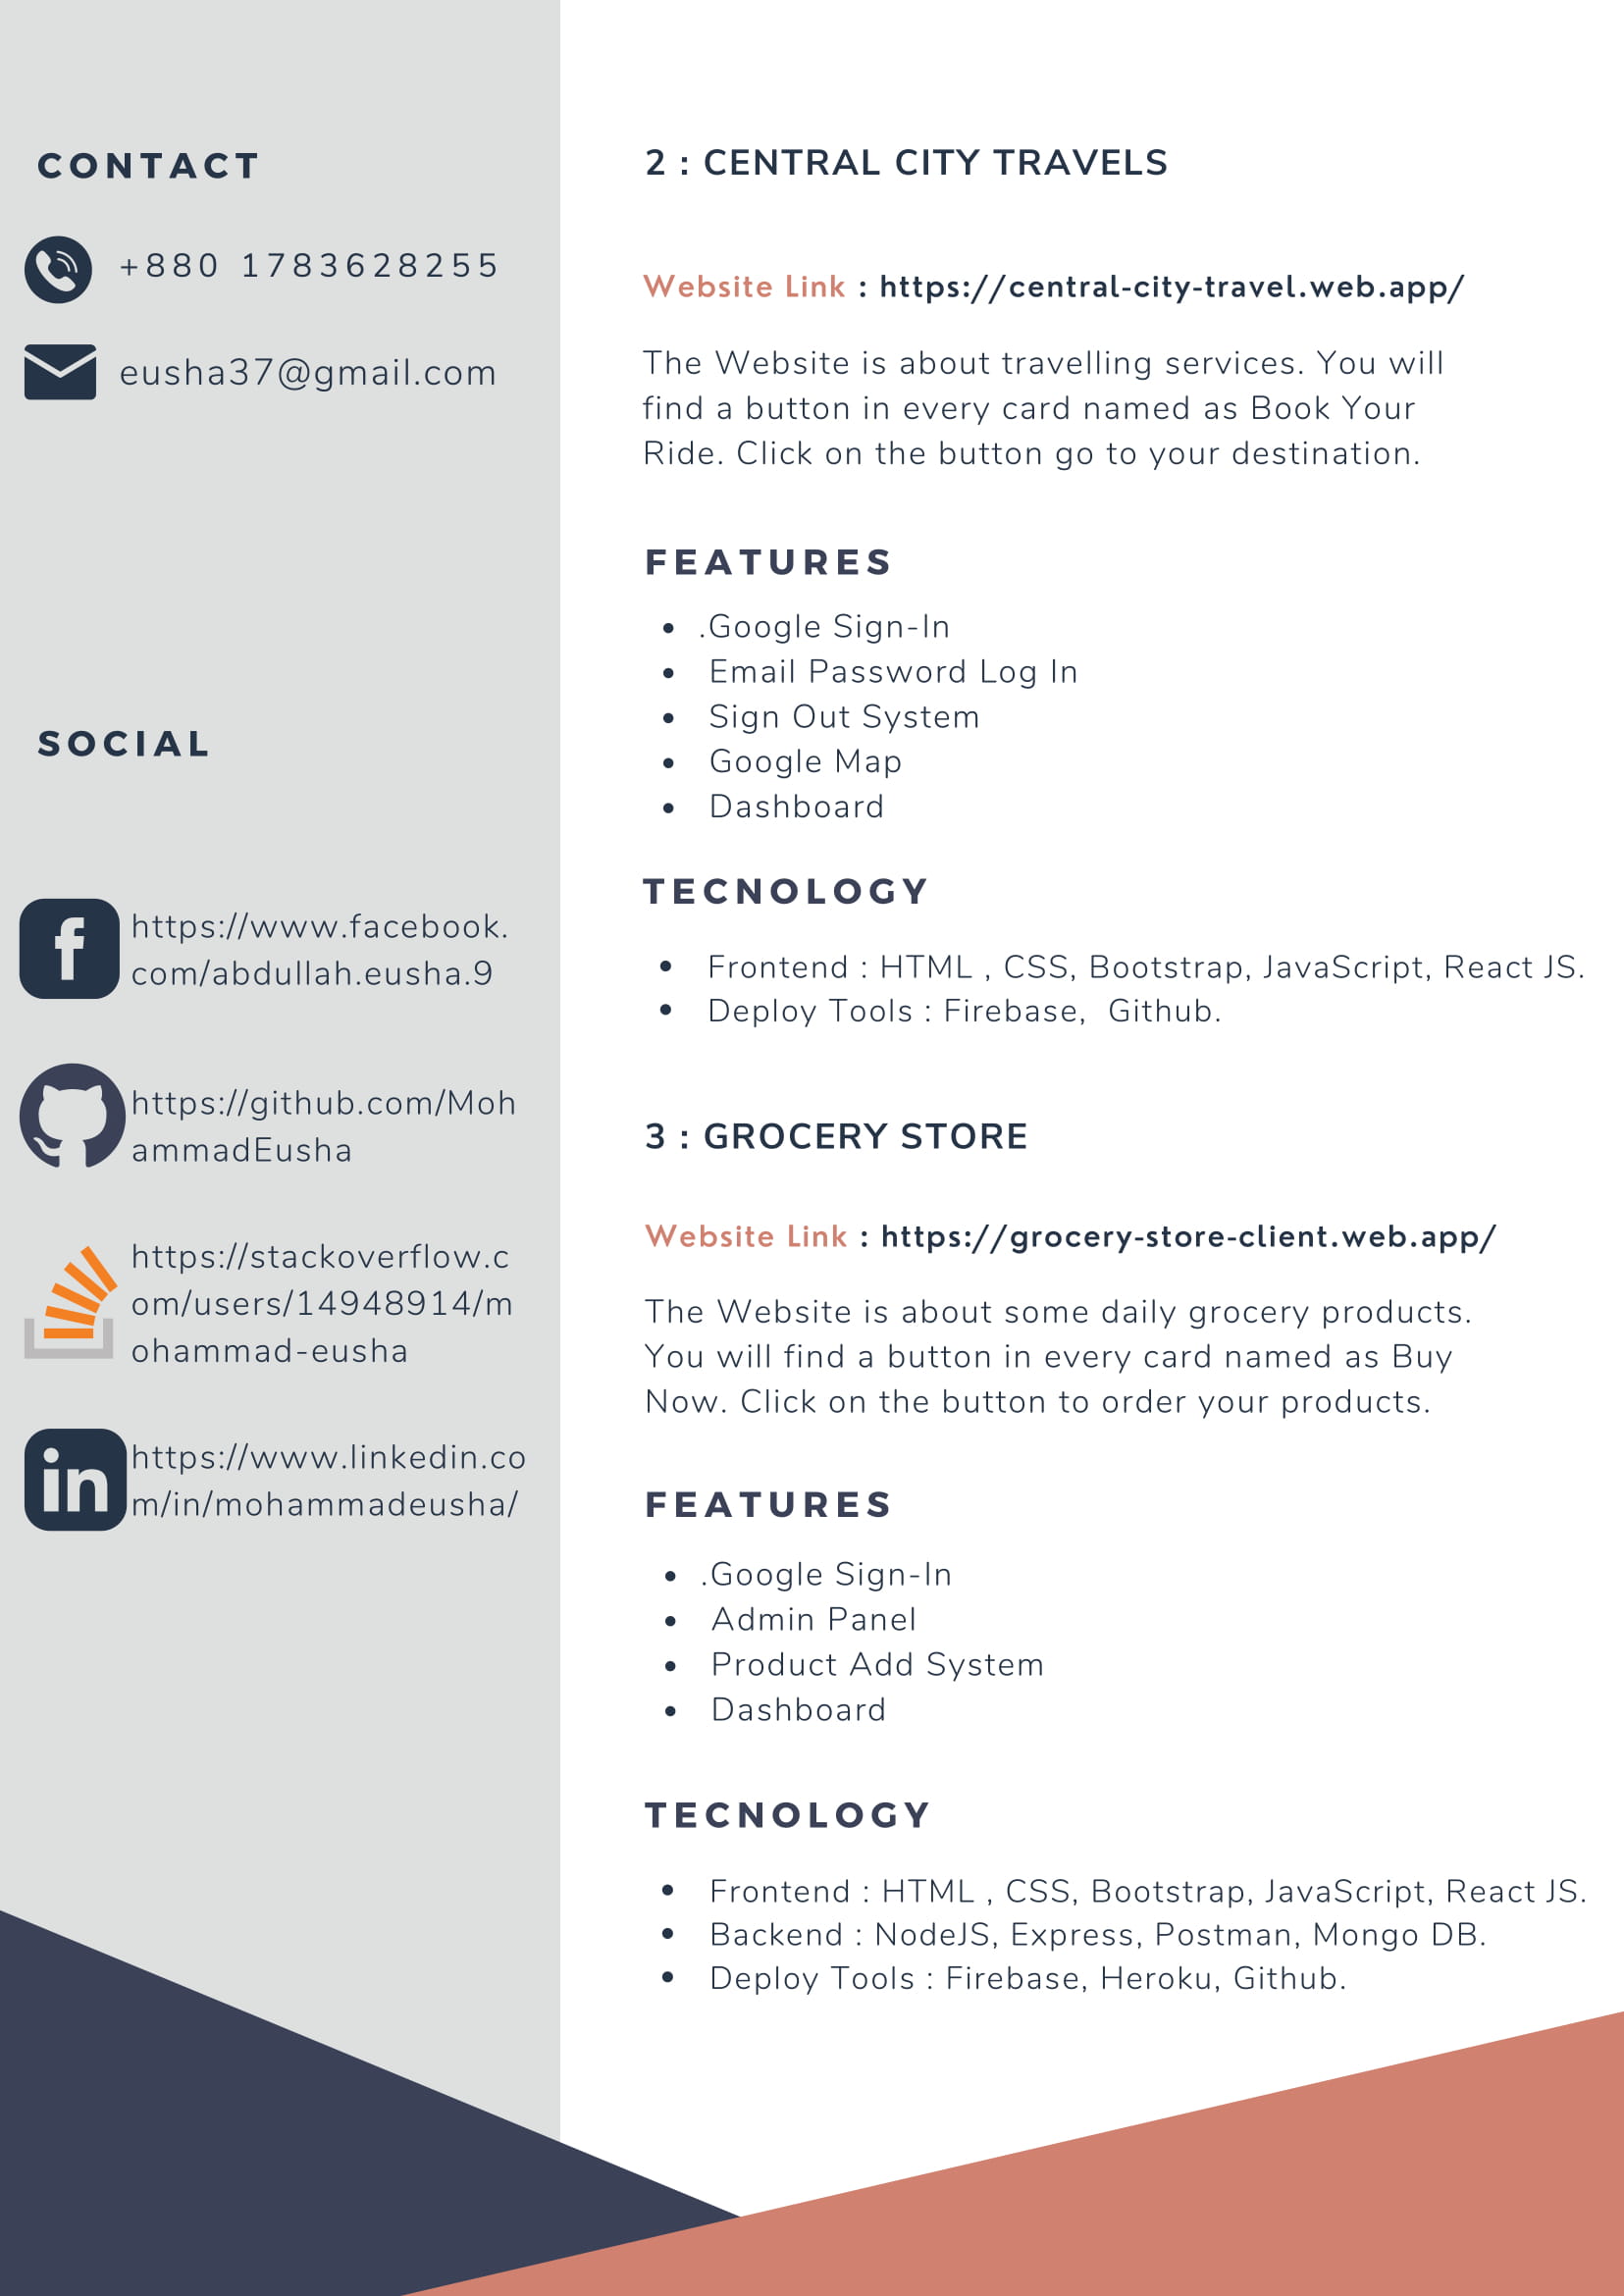 CONTACT
+880 1783628255
eusha37@gmail.com
SOCIAL
https://www.facebook.
com/abdullah.eusha.9
https://github.com/Moh
ammadEusha
https://stackoverflow.c
om/users/14948914/m
ohammad-eusha
https://www.linkedin.co
m/in/mohammadeusha/
2 : CENTRAL CITY TRAVELS
Website Link : https://central-city-travel.web.app/
The Website is about travelling services. You will
find a button in every card named as Book Your
Ride. Click on the button go to your destination.
FEATURES
• .Google Sign-In
• Email Password Log In
• Sign Out System
• Google Map
• Dashboard
TECNOLOGY
• Frontend : HTML , CSS, Bootstrap, JavaScript, React JS.
• Deploy Tools : Firebase,  Github.
3 : GROCERY STORE
Website Link : https://grocery-store-client.web.app/
The Website is about some daily grocery products.
You will find a button in every card named as Buy
Now. Click on the button to order your products.
FEATURES
• .Google Sign-In
• Admin Panel
• Product Add System
• Dashboard
TECNOLOGY
• Frontend : HTML , CSS, Bootstrap, JavaScript, React JS.
• Backend : NodeJS, Express, Postman, Mongo DB.
• Deploy Tools : Firebase, Heroku, Github.